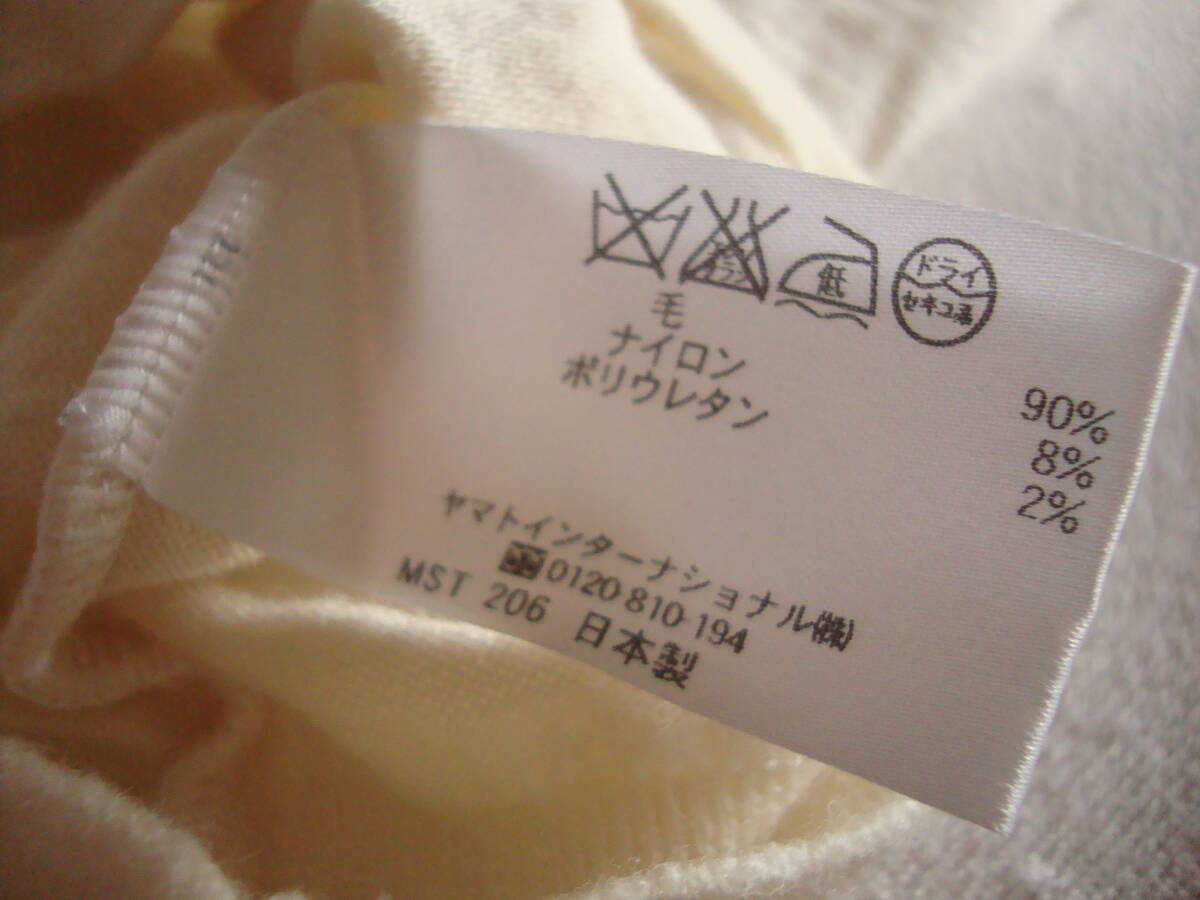 低 ドライ
セキユ系
毛 90%
ナイロン 8%
ポリウレタン 2%
ヤマトインターナショナル㈱
0120-810-194
MST 206 日本製